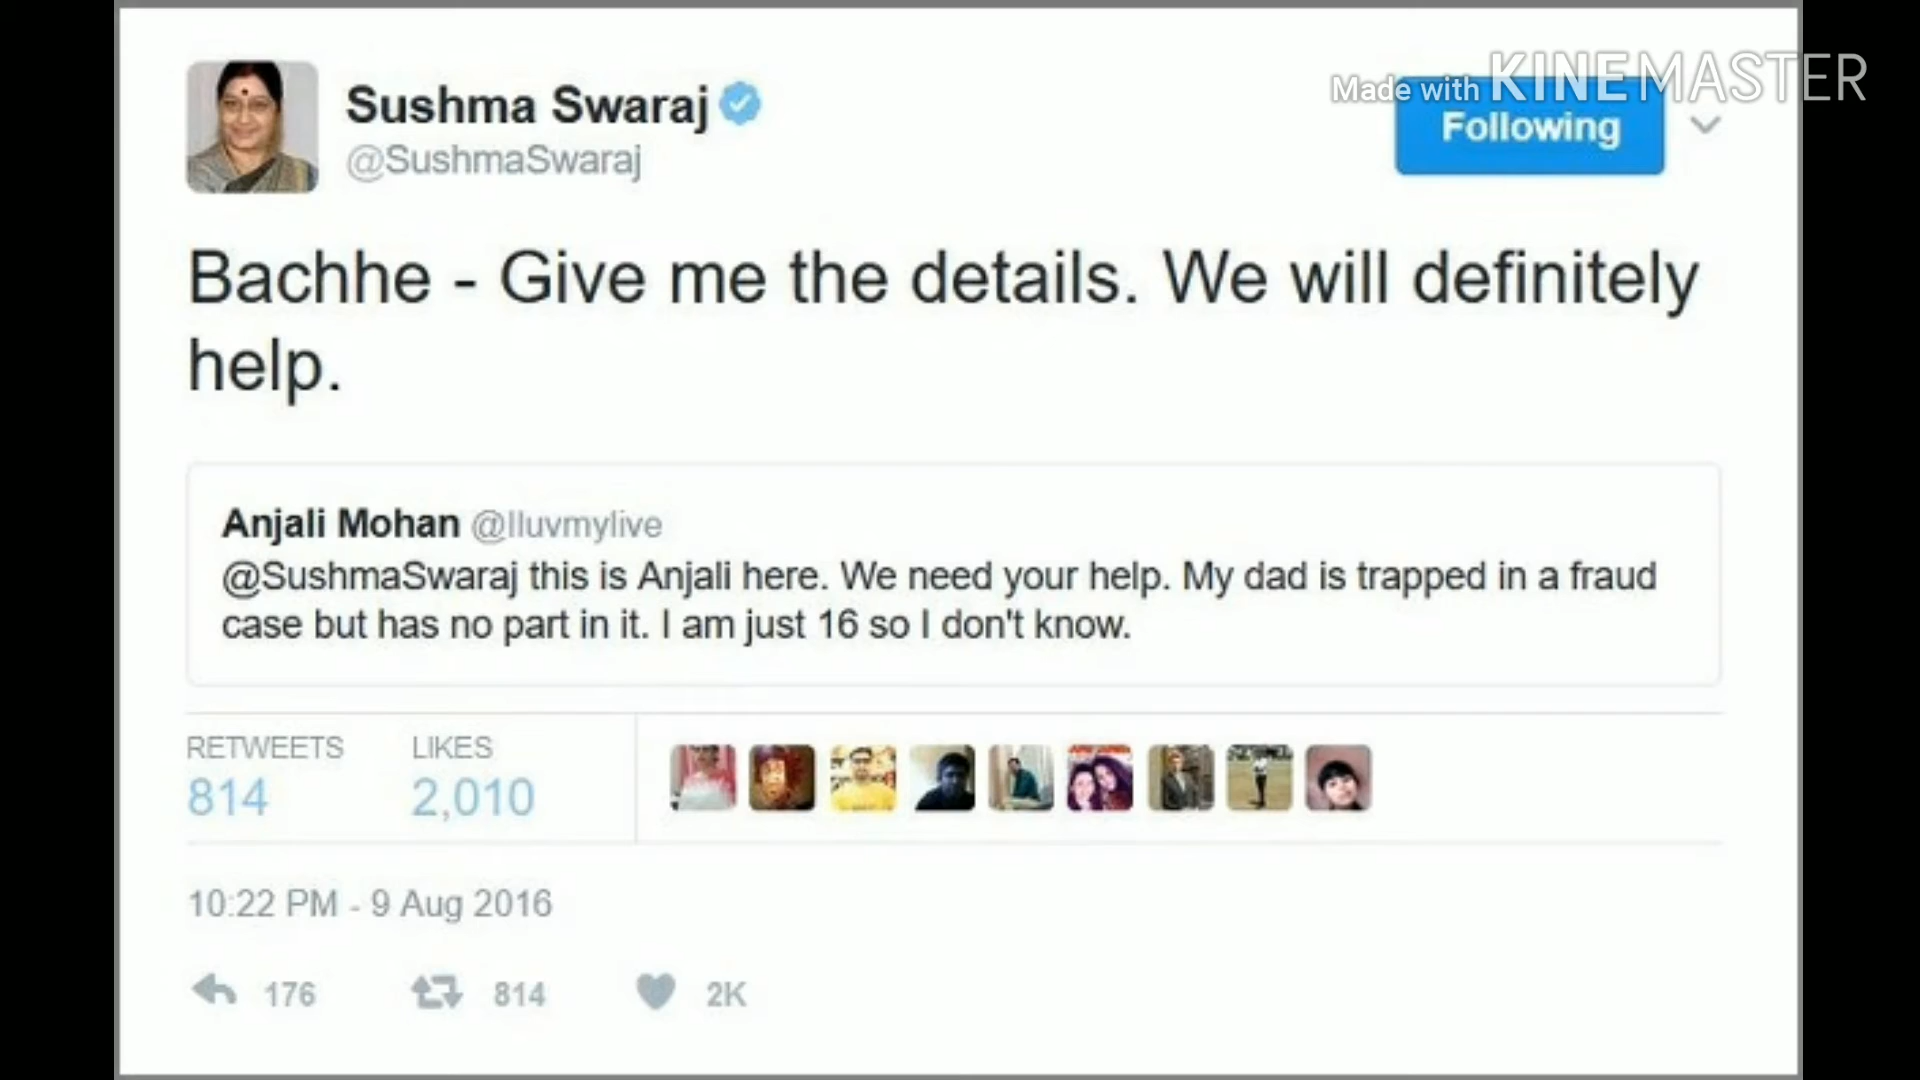 Sushma Swaraj
@SushmaSwaraj
Made with KINEMASTER
Following
Bachhe - Give me the details. We will definitely
help.
Anjali Mohan @lluvmylive
@SushmaSwaraj this is Anjali here. We need your help. My dad is trapped in a fraud
case but has no part in it. I am just 16 so I don't know.
RETWEETS LIKES
814 2,010
10:22 PM - 9 Aug 2016
176 814 2K